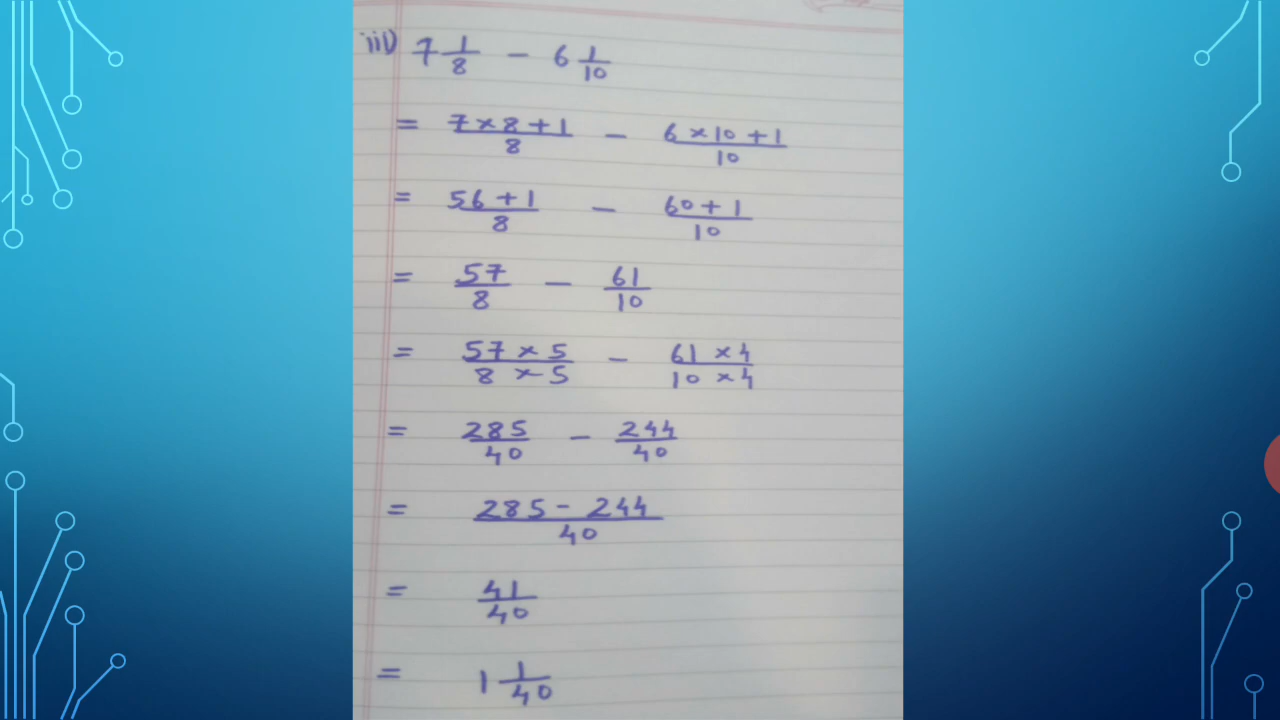 iii) 7 1/8 - 6 1/10
= 7×8+1/8 - 6×10+1/10
= 56+1/8 - 60+1/10
= 57/8 - 61/10
= 57×5/8×5 - 61×4/10×4
= 285/40 - 244/40
= 285-244/40
= 41/40
= 1 1/40